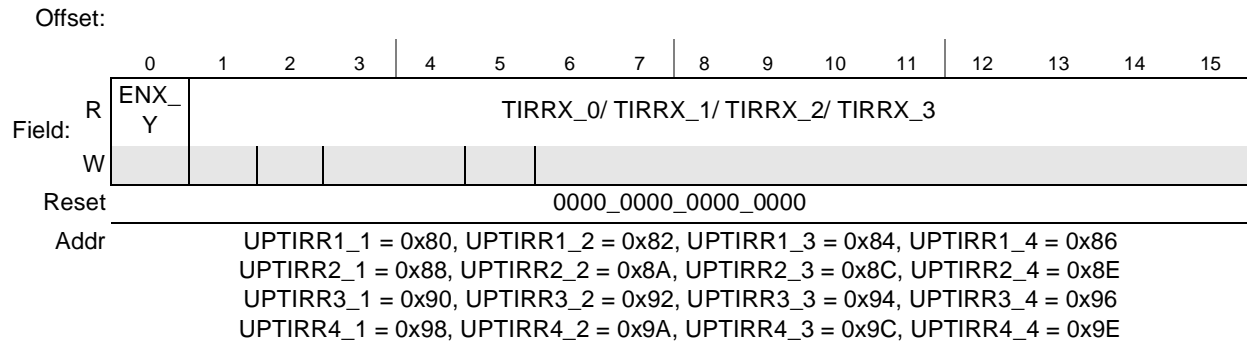 Offset:
0 1 2 3 4 5 6 7 8 9 10 11 12 13 14 15
Field:
R
ENX_
Y
TIRRX_0/ TIRRX_1/ TIRRX_2/ TIRRX_3
W
Reset 0000_0000_0000_0000
Addr UPTIRR1_1 = 0x80, UPTIRR1_2 = 0x82, UPTIRR1_3 = 0x84, UPTIRR1_4 = 0x86
UPTIRR2_1 = 0x88, UPTIRR2_2 = 0x8A, UPTIRR2_3 = 0x8C, UPTIRR2_4 = 0x8E
UPTIRR3_1 = 0x90, UPTIRR3_2 = 0x92, UPTIRR3_3 = 0x94, UPTIRR3_4 = 0x96
UPTIRR4_1 = 0x98, UPTIRR4_2 = 0x9A, UPTIRR4_3 = 0x9C, UPTIRR4_4 = 0x9E